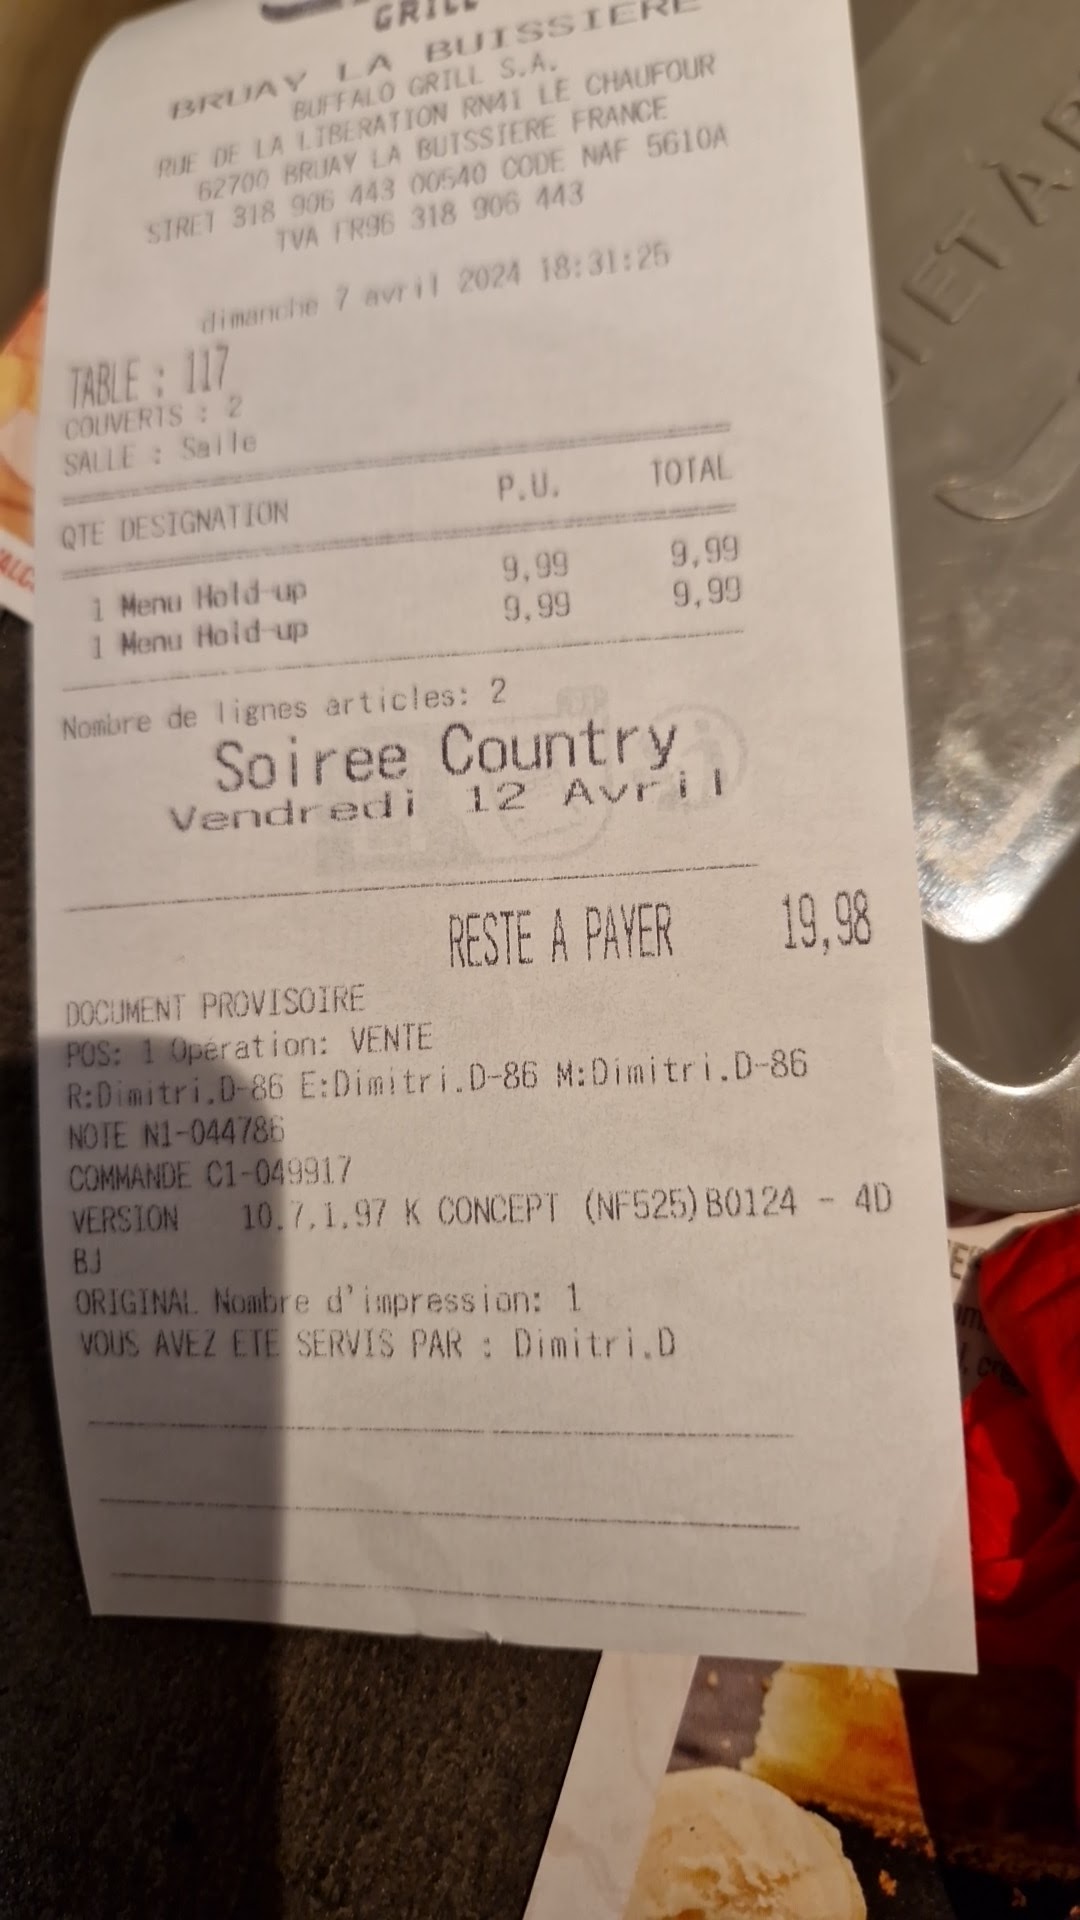 GRILL
BRUAY LA BUISSIERE
BUFFALO GRILL S.A.
RUE DE LA LIBERATION RN41 LE CHAUFOUR
62700 BRUAY LA BUISSIERE FRANCE
SIRET 318 906 443 00540 CODE NAF 5610A
TVA FR96 318 906 443
dimanche 7 avril 2024 18:31:25
TABLE : 117
COUVERTS : 2
SALLE : Salle
QTE DESIGNATION P.U. TOTAL
1 Menu Hold-up 9,99 9,99
1 Menu Hold-up 9,99 9,99
Nombre de lignes articles: 2
Soiree Country
Vendredi 12 Avril
RESTE A PAYER 19,98
DOCUMENT PROVISOIRE
POS: 1 Opération: VENTE
R:Dimitri.D-86 E:Dimitri.D-86 M:Dimitri.D-86
NOTE N1-044786
COMMANDE C1-049917
VERSION 10.7.1.97 K CONCEPT (NF525) B0124 - 4D
BJ
ORIGINAL Nombre d'impression: 1
VOUS AVEZ ETE SERVIS PAR : Dimitri.D